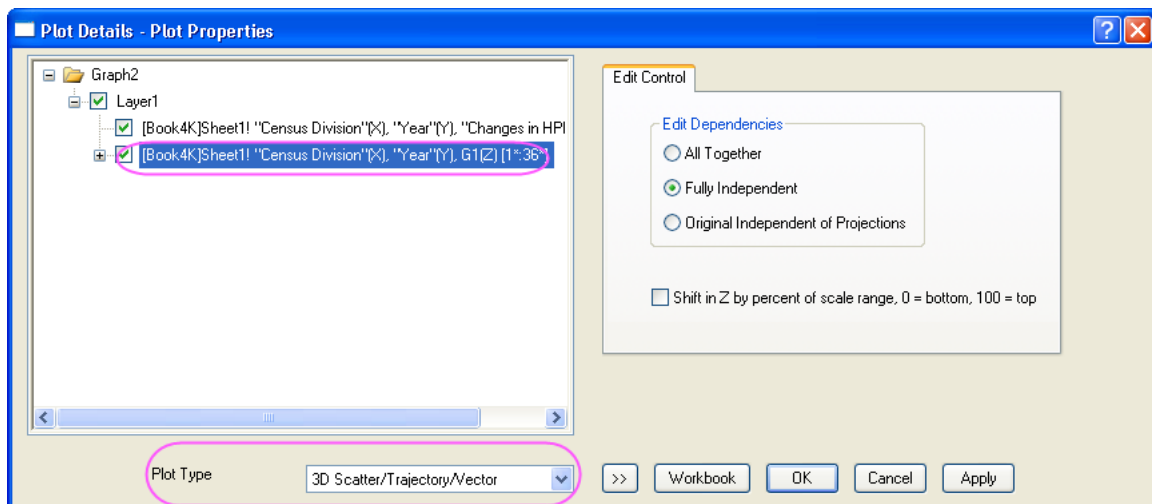 Plot Details - Plot Properties
Graph2
Layer1
[Book4K]Sheet1! "Census Division"(X), "Year"(Y), "Changes in HPI
[Book4K]Sheet1! "Census Division"(X), "Year"(Y), G1(Z) [1*:36*]
Edit Control
Edit Dependencies
All Together
Fully Independent
Original Independent of Projections
Shift in Z by percent of scale range, 0 = bottom, 100 = top
Plot Type
3D Scatter/Trajectory/Vector
>>
Workbook
OK
Cancel
Apply